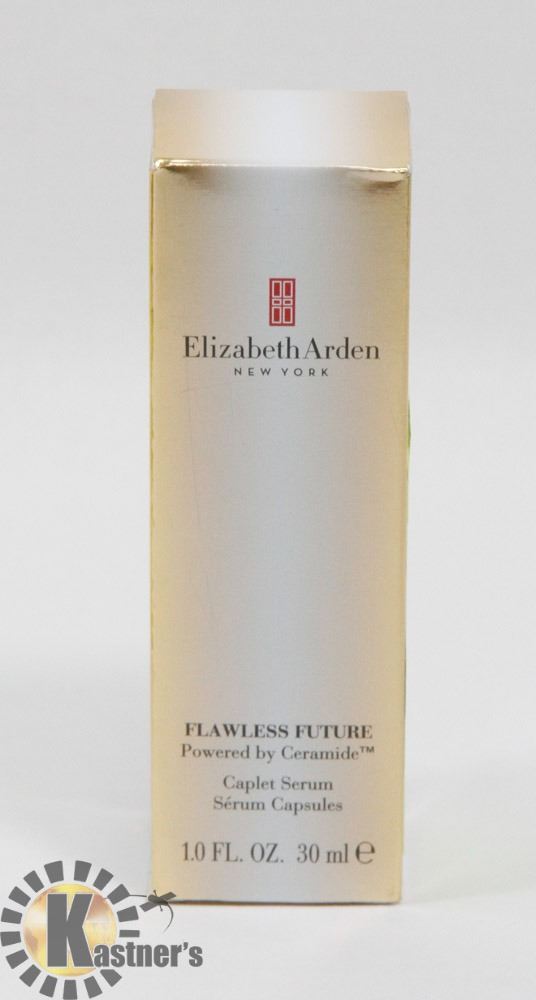 Elizabeth Arden
NEW YORK
FLAWLESS FUTURE
Powered by Ceramide™
Caplet Serum
Sérum Capsules
1.0 FL. OZ. 30 ml ℮
Kastner's